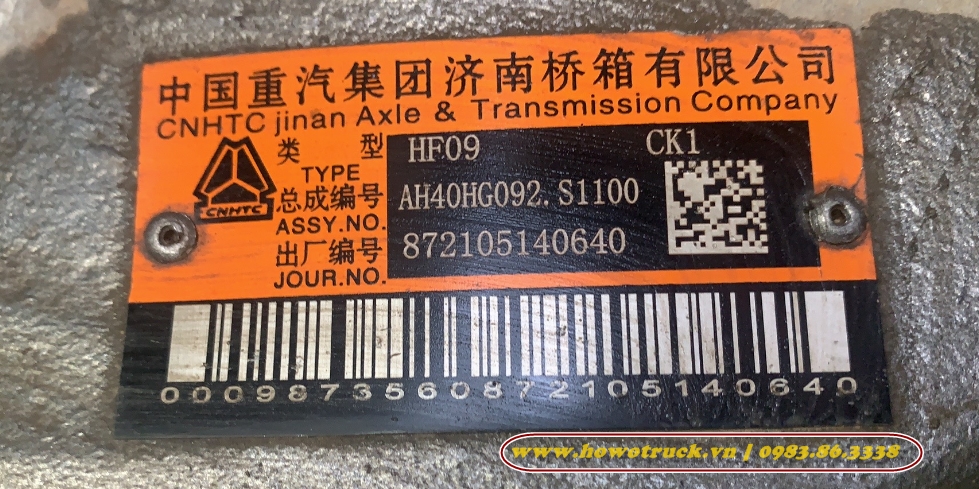 中国重汽集团济南桥箱有限公司
CNHTC jinan Axle & Transmission Company
类 型 HF09 CK1
TYPE
总成编号 AH40HG092. S1100
ASSY.NO.
出厂编号 872105140640
JOUR.NO.
CNHTC
0009873560872105140640
www.howotruck.vn | 0983.86.3338